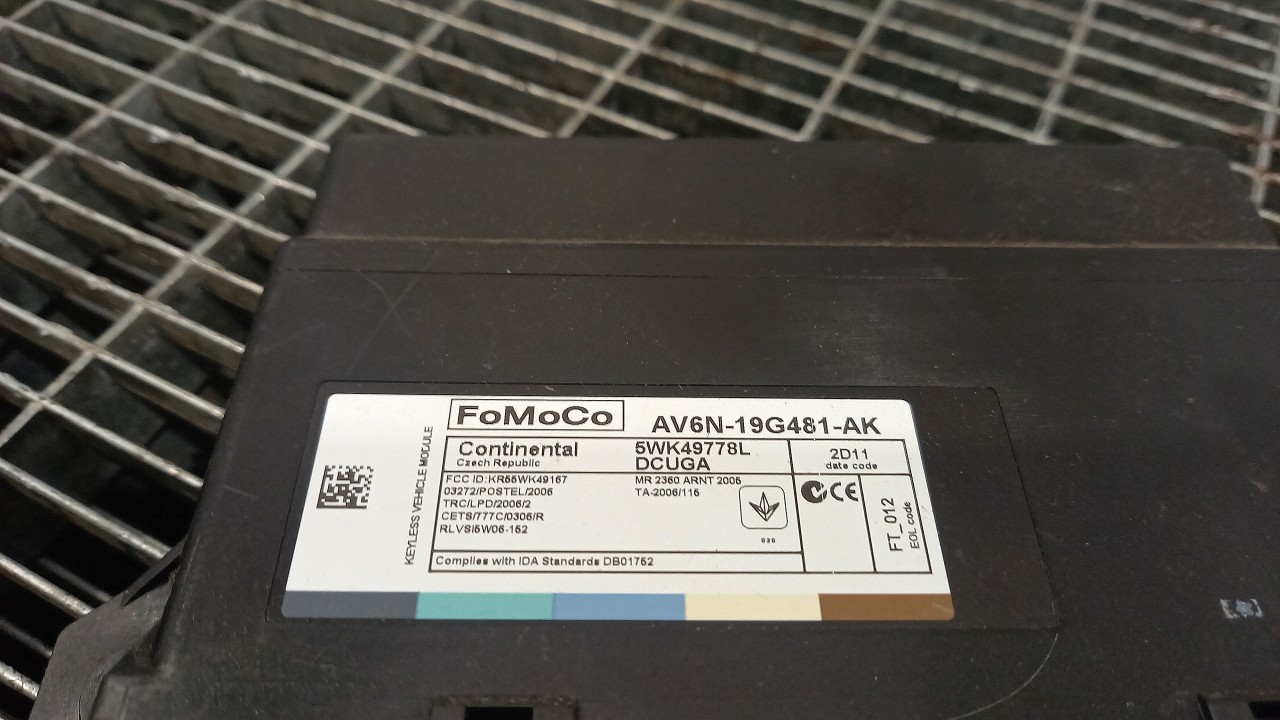 FoMoCo
AV6N-19G481-AK
KEYLESS VEHICLE MODULE
Continental
Czech Republic
5WK49778L
DCUGA
2D11
date code
FCC ID:KR55WK49167
03272/POSTEL/2006
TRC/LPD/2006/2
CETS/777C/0306/R
RLVSI5W06-152
MR 2360 ARNT 2006
TA-2006/116
CE
FT_012
EOL code
Complies with IDA Standards DB01752